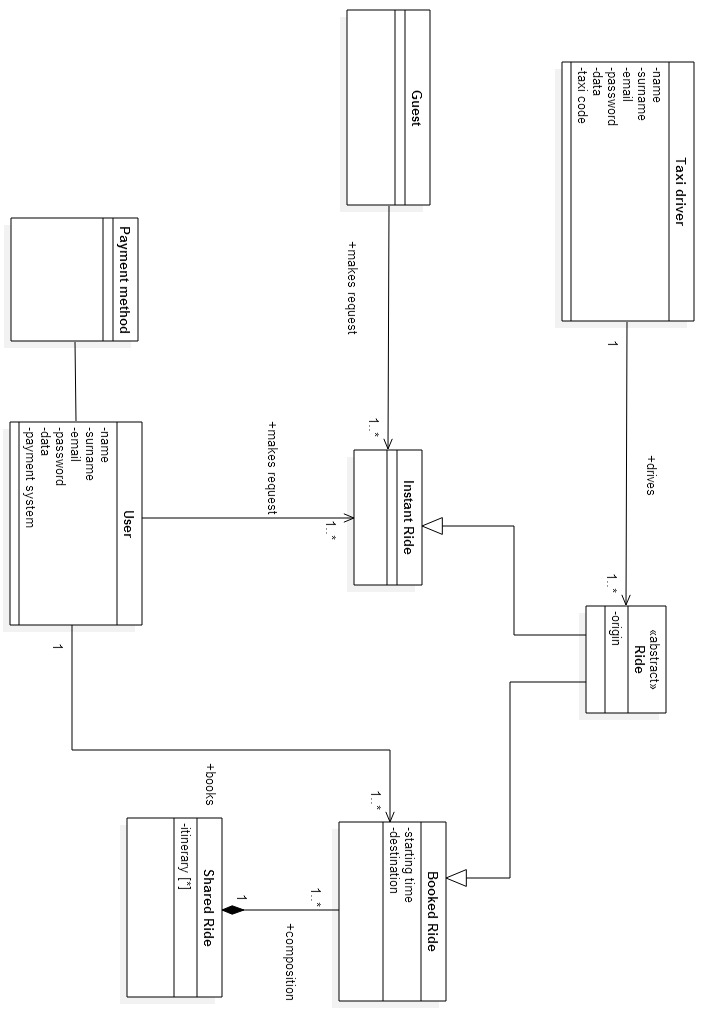 Taxi driver
-name
-surname
-email
-password
-data
-taxi code
1
+drives
1..*
«abstract»
Ride
-origin
Guest
+makes request
1..*
Instant Ride
Payment method
User
-name
-surname
-email
-password
-data
-payment system
+makes request
1..*
1
+books
1..*
Booked Ride
-starting time
-destination
1..*
+composition
1
Shared Ride
-itinerary [*]